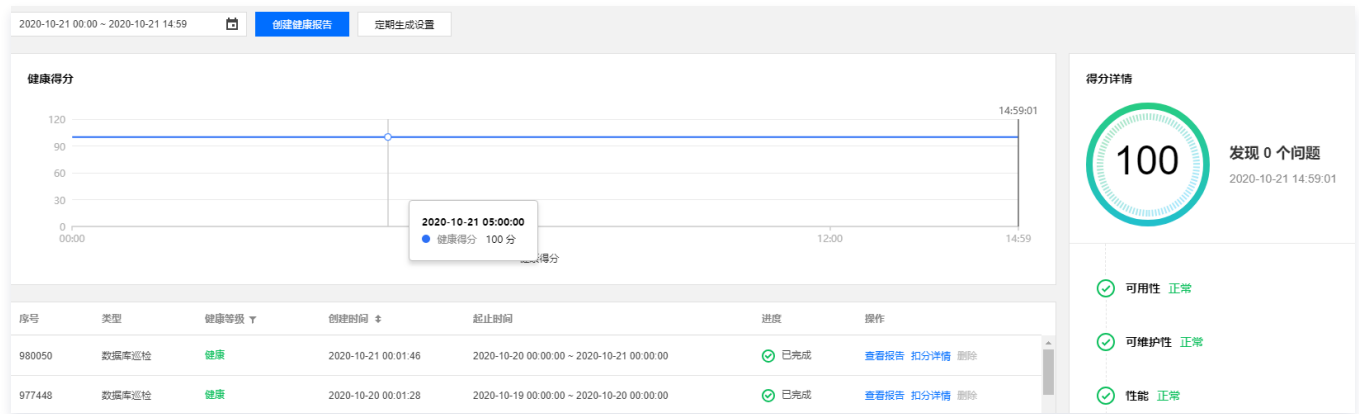 2020-10-21 00:00 ~ 2020-10-21 14:59 创建健康报告 定期生成设置
健康得分
14:59:01
120
90
60
30
0
00:00 12:00 14:59
2020-10-21 05:00:00
健康得分 100 分
健康得分
得分详情
100
发现 0 个问题
2020-10-21 14:59:01
可用性 正常
可维护性 正常
性能 正常
序号 类型 健康等级 创建时间 起止时间 进度 操作
980050 数据库巡检 健康 2020-10-21 00:01:46 2020-10-20 00:00:00 ~ 2020-10-21 00:00:00 已完成 查看报告 扣分详情 删除
977448 数据库巡检 健康 2020-10-20 00:01:28 2020-10-19 00:00:00 ~ 2020-10-20 00:00:00 已完成 查看报告 扣分详情 删除